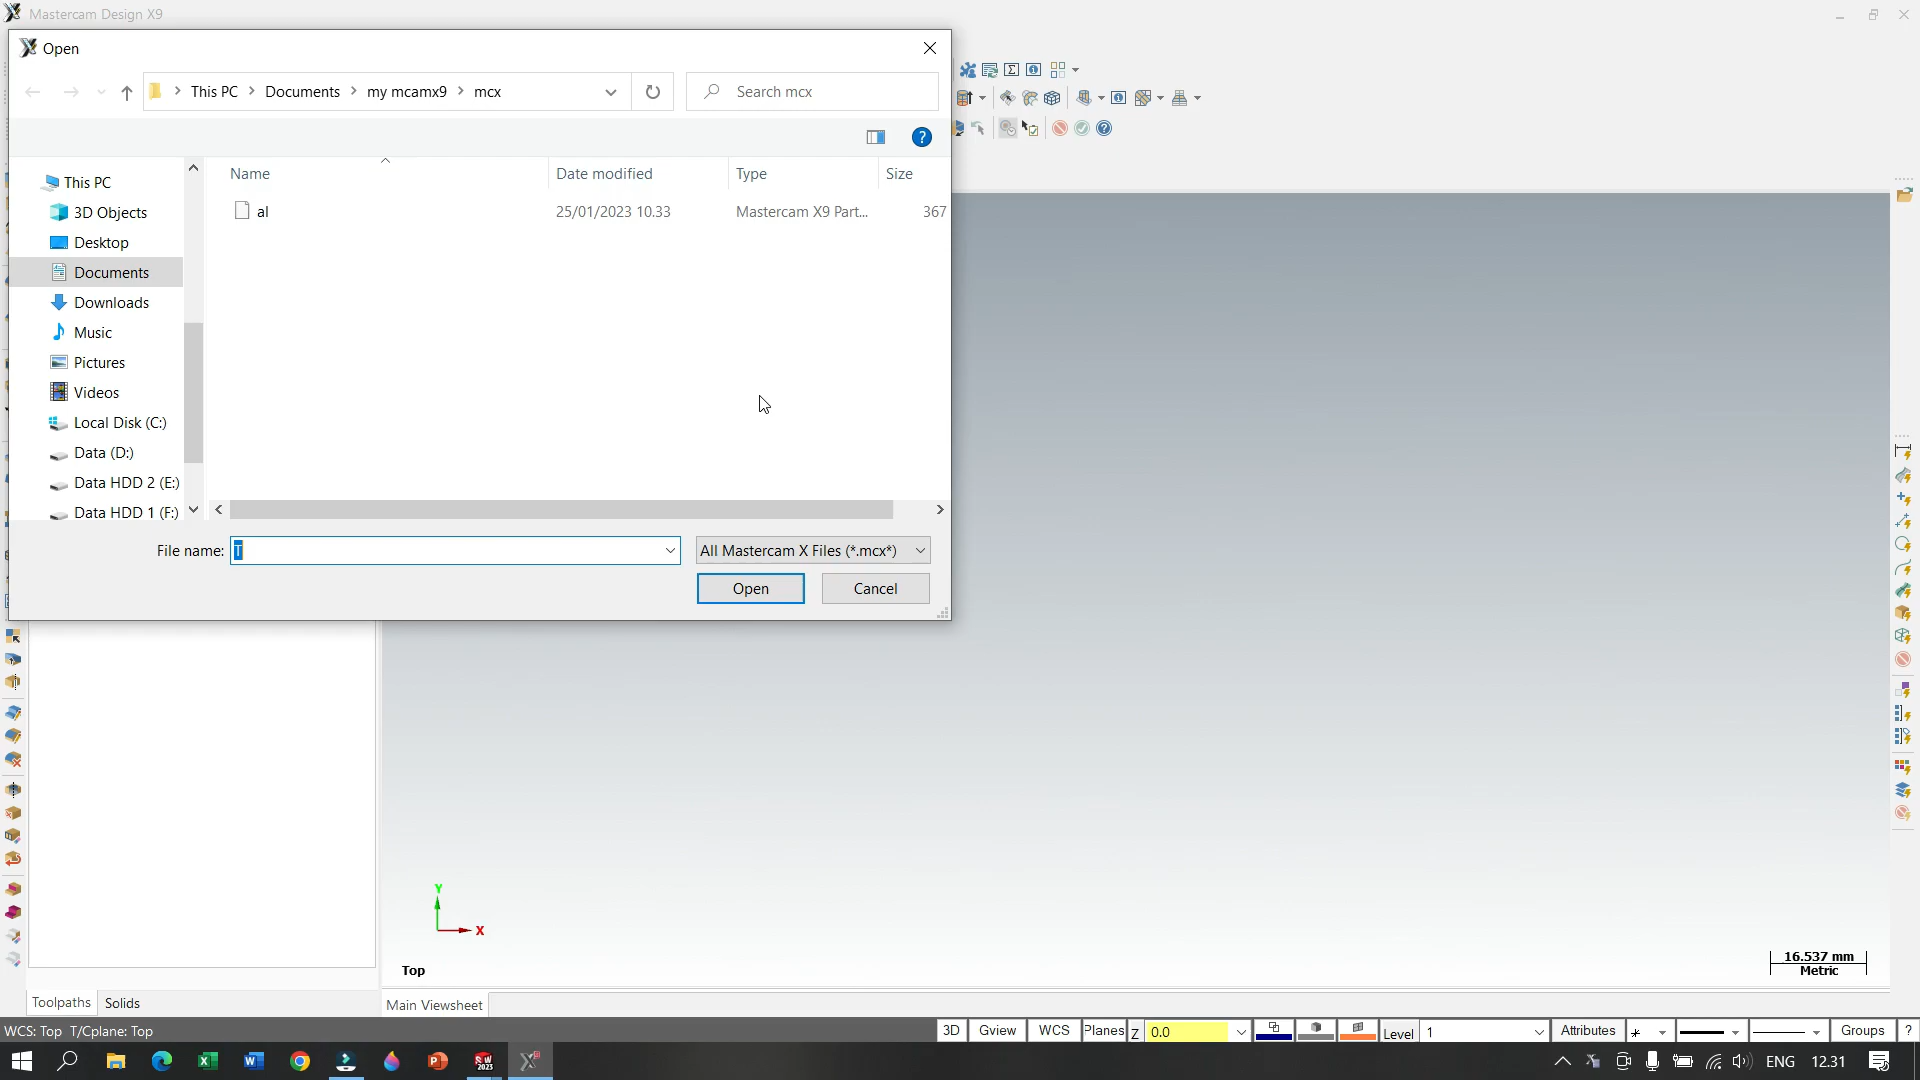 Mastercam Design X9
Open
This PC
Documents
my mcamx9
mcx
Search mcx
?
Name
Date modified
Type
Size
al
25/01/2023 10.33
Mastercam X9 Part...
367
This PC
3D Objects
Desktop
Documents
Downloads
Music
Pictures
Videos
Local Disk (C:)
Data (D:)
Data HDD 2 (E:)
Data HDD 1 (F:)
File name:
T
All Mastercam X Files (*.mcx*)
Open
Cancel
Y
X
Top
16.537 mm
Metric
Toolpaths
Solids
Main Viewsheet
WCS: Top T/Cplane: Top
3D
Gview
WCS
Planes
Z
0.0
Level
1
Attributes
Groups
?
SW
2023
ENG
12.31